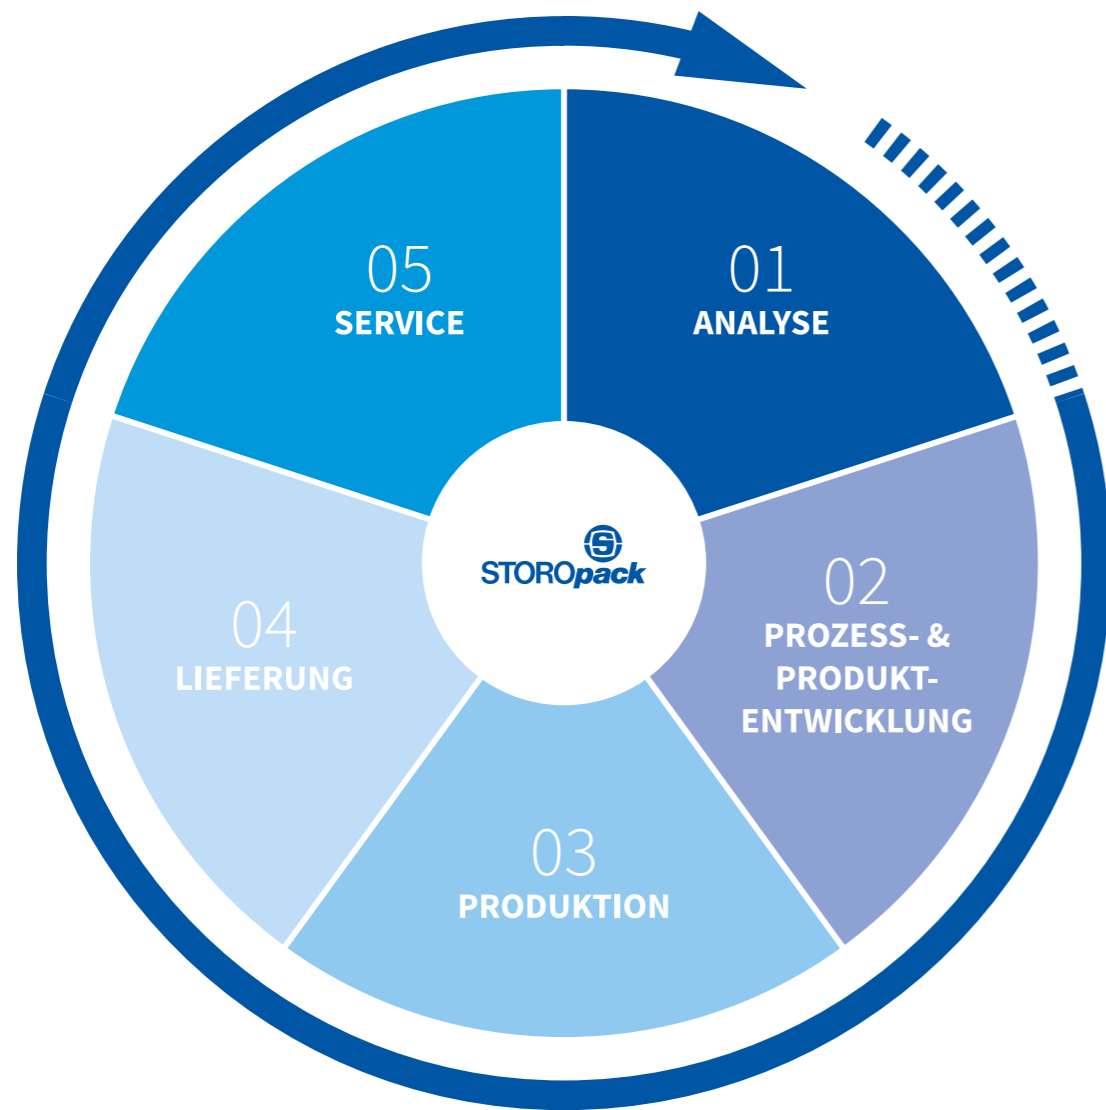 01
ANALYSE
02
PROZESS- &
PRODUKT-
ENTWICKLUNG
03
PRODUKTION
04
LIEFERUNG
05
SERVICE
S
STOROpack